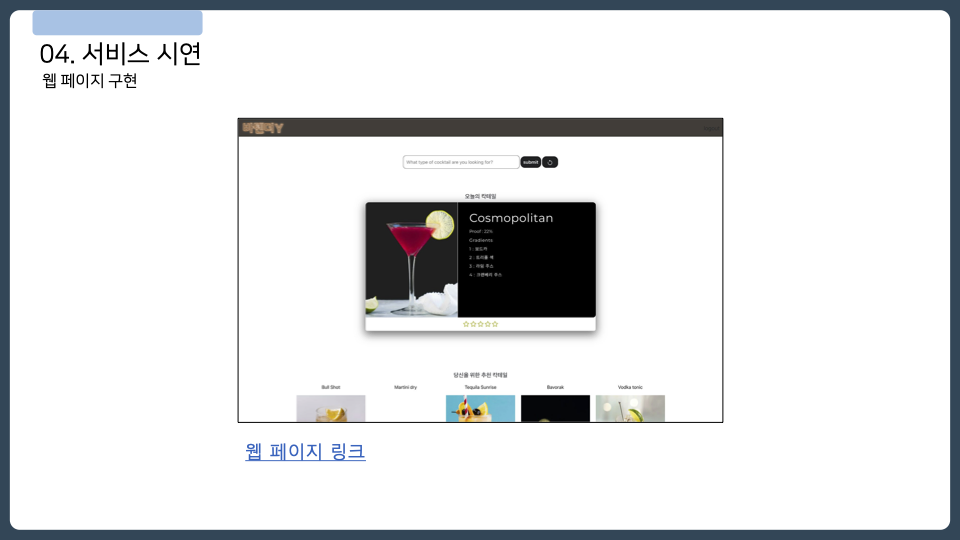 04. 서비스 시연
웹 페이지 구현
바텐더Y
What type of cocktail are you looking for?
submit
오늘의 칵테일
Cosmopolitan
Proof : 22%
Gradients
1 : 보드카
2 : 트리플 섹
3 : 라임 주스
4 : 크랜베리 주스
당신을 위한 추천 칵테일
Bull Shot Martini dry Tequila Sunrise Bavorak Vodka tonic
웹 페이지 링크